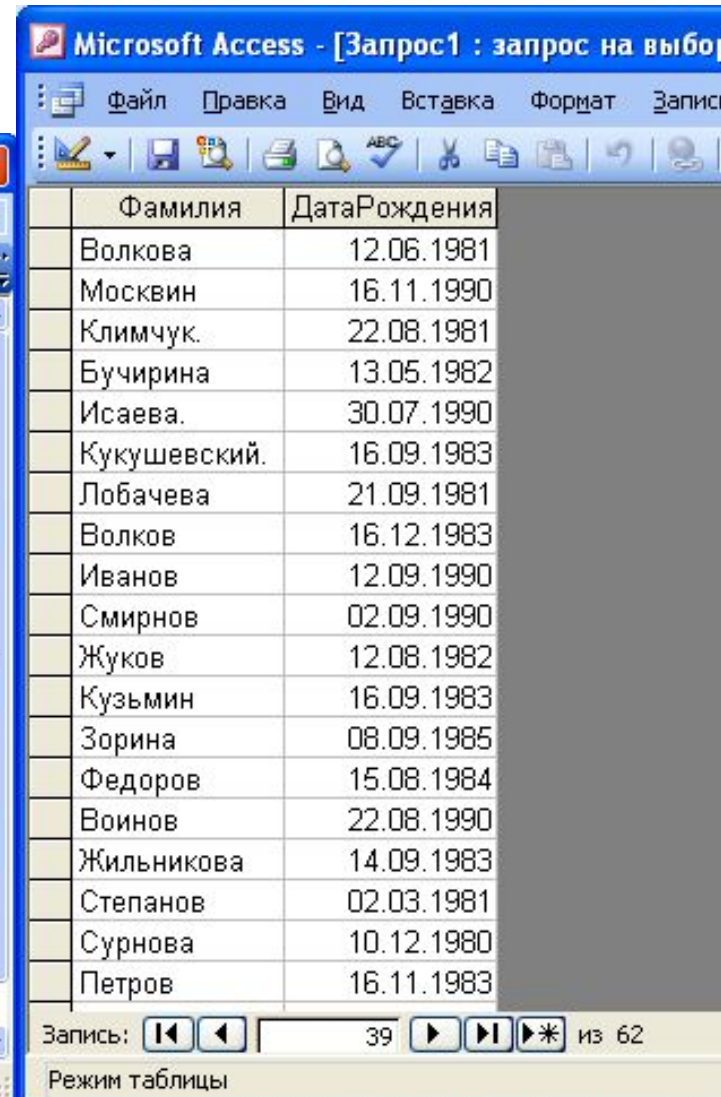 Microsoft Access - [Запрос1 : запрос на выбор
Файл Правка Вид Вставка Формат Запись
ABC
Фамилия ДатаРождения
Волкова 12.06.1981
Москвин 16.11.1990
Климчук. 22.08.1981
Бучирина 13.05.1982
Исаева. 30.07.1990
Кукушевский. 16.09.1983
Лобачева 21.09.1981
Волков 16.12.1983
Иванов 12.09.1990
Смирнов 02.09.1990
Жуков 12.08.1982
Кузьмин 16.09.1983
Зорина 08.09.1985
Федоров 15.08.1984
Воинов 22.08.1990
Жильникова 14.09.1983
Степанов 02.03.1981
Сурнова 10.12.1980
Петров 16.11.1983
Запись: 39 из 62
Режим таблицы